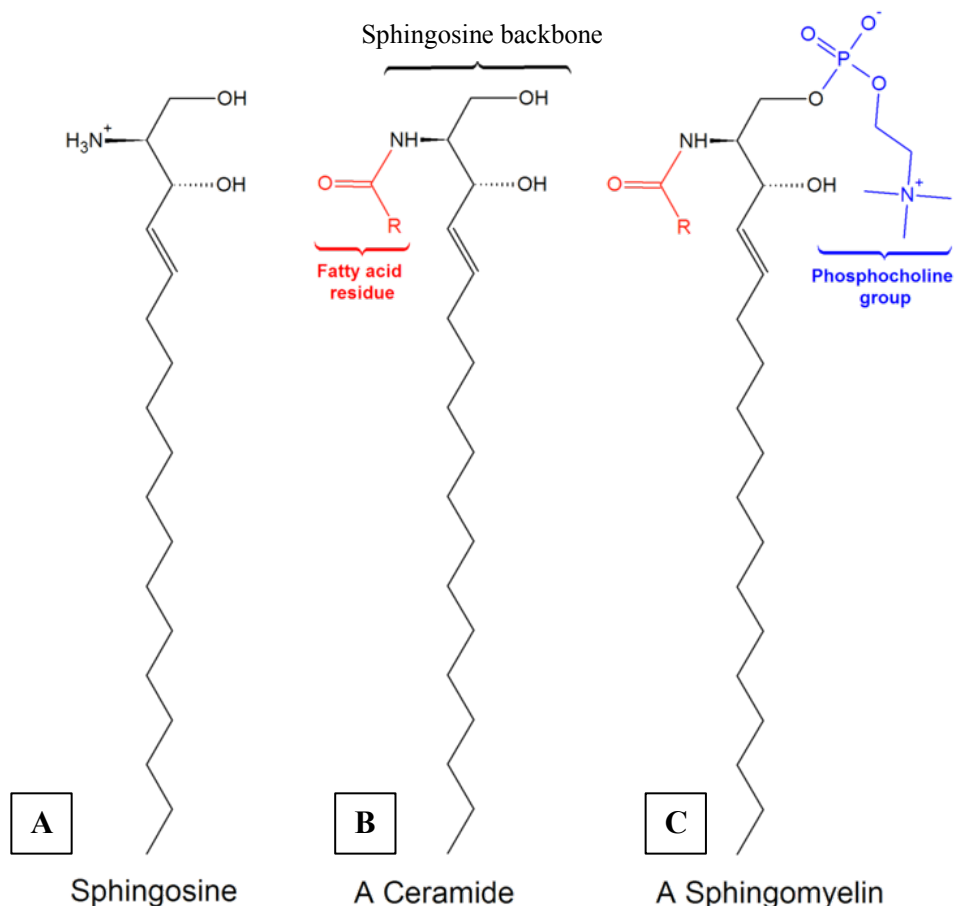 Sphingosine backbone
OH
H₃N⁺
OH
A
Sphingosine
OH
NH
O
OH
R
Fatty acid
residue
B
A Ceramide
O⁻
O
P
O
O
NH
O
OH
N⁺
R
Phosphocholine
group
C
A Sphingomyelin